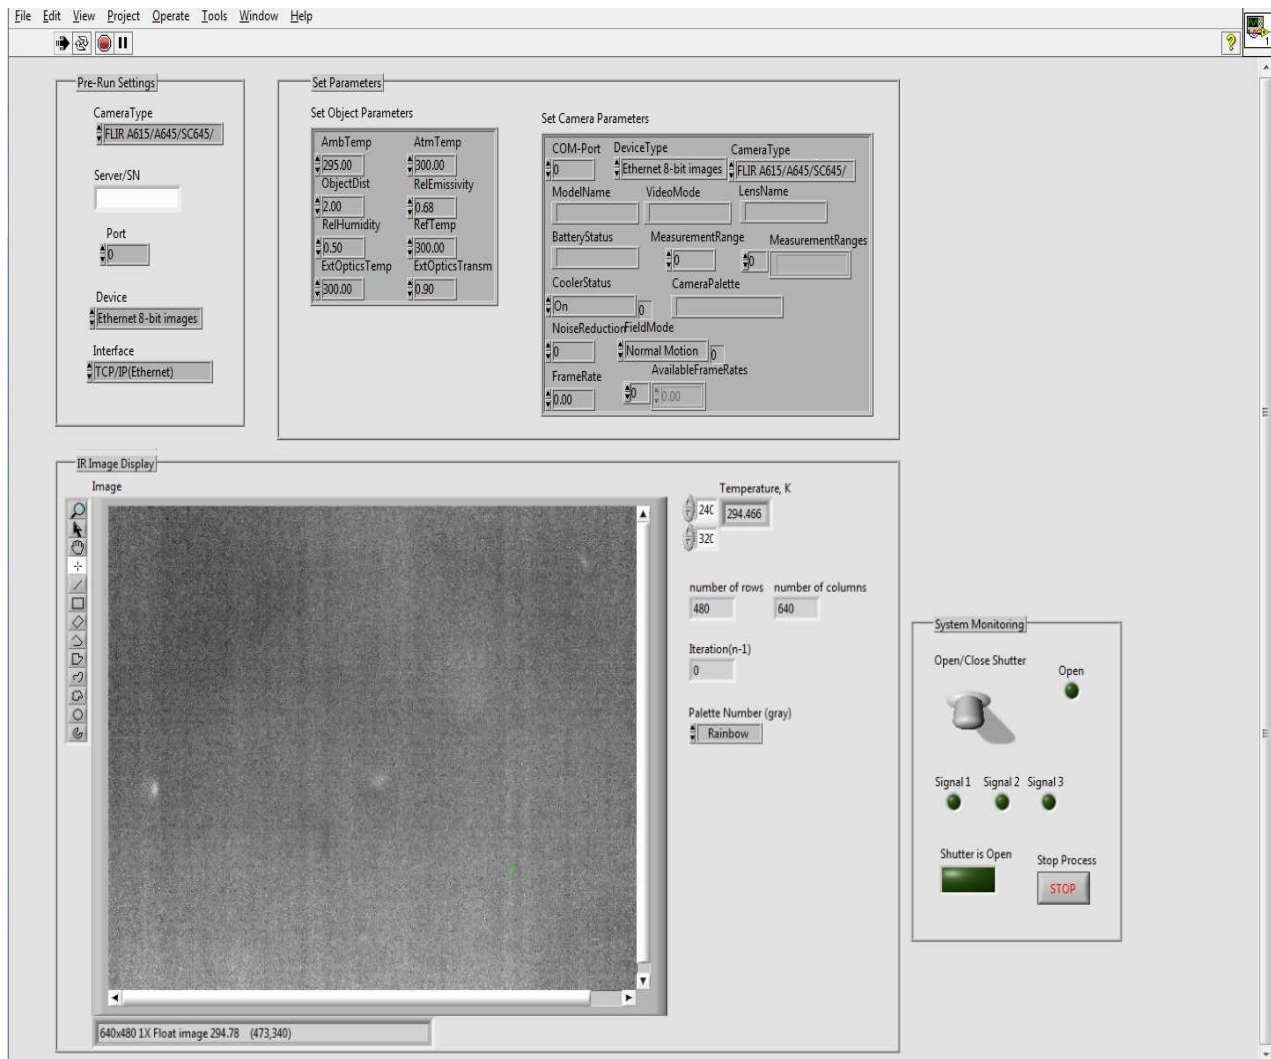 File Edit View Project Operate Tools Window Help
1
Pre-Run Settings
CameraType
FLIR A615/A645/SC645/
Server/SN
Port
0
Device
Ethernet 8-bit images
Interface
TCP/IP(Ethernet)
Set Parameters
Set Object Parameters
AmbTemp AtmTemp
295.00 300.00
ObjectDist RelEmissivity
2.00 0.68
RelHumidity RefTemp
0.50 300.00
ExtOpticsTemp ExtOpticsTransm
300.00 0.90
Set Camera Parameters
COM-Port DeviceType CameraType
0 Ethernet 8-bit images FLIR A615/A645/SC645/
ModelName VideoMode LensName
BatteryStatus MeasurementRange MeasurementRanges
0 0
CoolerStatus CameraPalette
On 0
NoiseReduction FieldMode
0 Normal Motion 0
FrameRate AvailableFrameRates
0.00 0 0.00
IR Image Display
Image
Temperature, K
240 294.466
320
number of rows number of columns
480 640
Iteration(n-1)
0
Palette Number (gray)
Rainbow
640x480 1X Float image 294.78 (473,340)
System Monitoring
Open/Close Shutter Open
Signal 1 Signal 2 Signal 3
Shutter is Open Stop Process
STOP